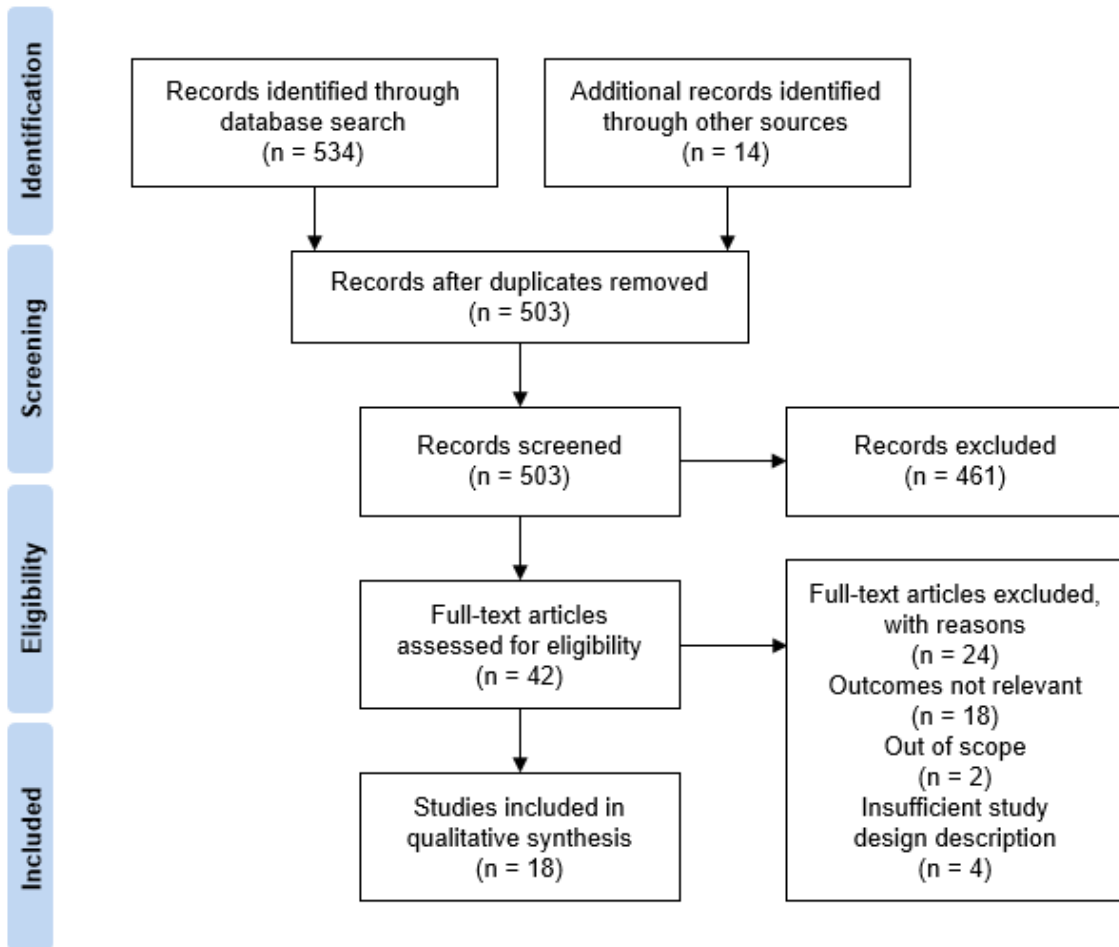 Identification
Records identified through
database search
(n = 534)
Additional records identified
through other sources
(n = 14)
Screening
Records after duplicates removed
(n = 503)
Records screened
(n = 503)
Records excluded
(n = 461)
Eligibility
Full-text articles
assessed for eligibility
(n = 42)
Full-text articles excluded,
with reasons
(n = 24)
Outcomes not relevant
(n = 18)
Out of scope
(n = 2)
Insufficient study
design description
(n = 4)
Included
Studies included in
qualitative synthesis
(n = 18)